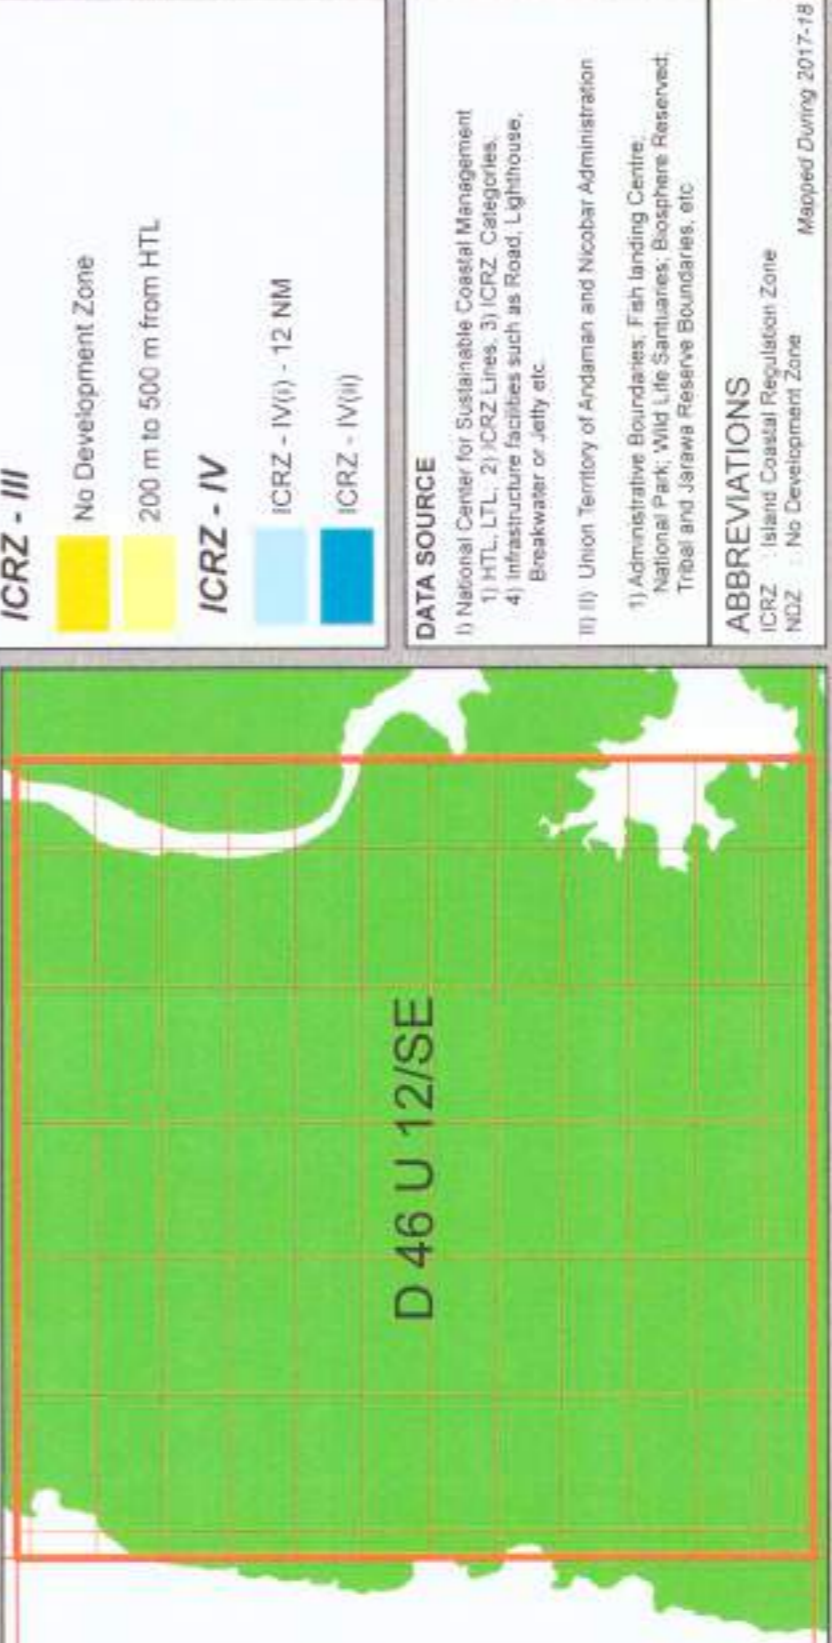 ICRZ - III
No Development Zone
200 m to 500 m from HTL
ICRZ - IV
ICRZ - IV(i) - 12 NM
ICRZ - IV(ii)
DATA SOURCE
I) National Center for Sustainable Coastal Management
1) HTL, LTL, 2) ICRZ Lines, 3) ICRZ Categories,
4) Infrastructure facilities such as Road, Lighthouse,
Breakwater or Jetty etc.
II) II) Union Territory of Andaman and Nicobar Administration
1) Administrative Boundaries; Fish landing Centre;
National Park; Wild Life Santuaries; Biosphere Reserved;
Tribal and Jarawa Reserve Boundaries, etc
ABBREVIATIONS
ICRZ : Island Coastal Regulation Zone
NDZ : No Development Zone
Mapped During 2017-18
D 46 U 12/SE